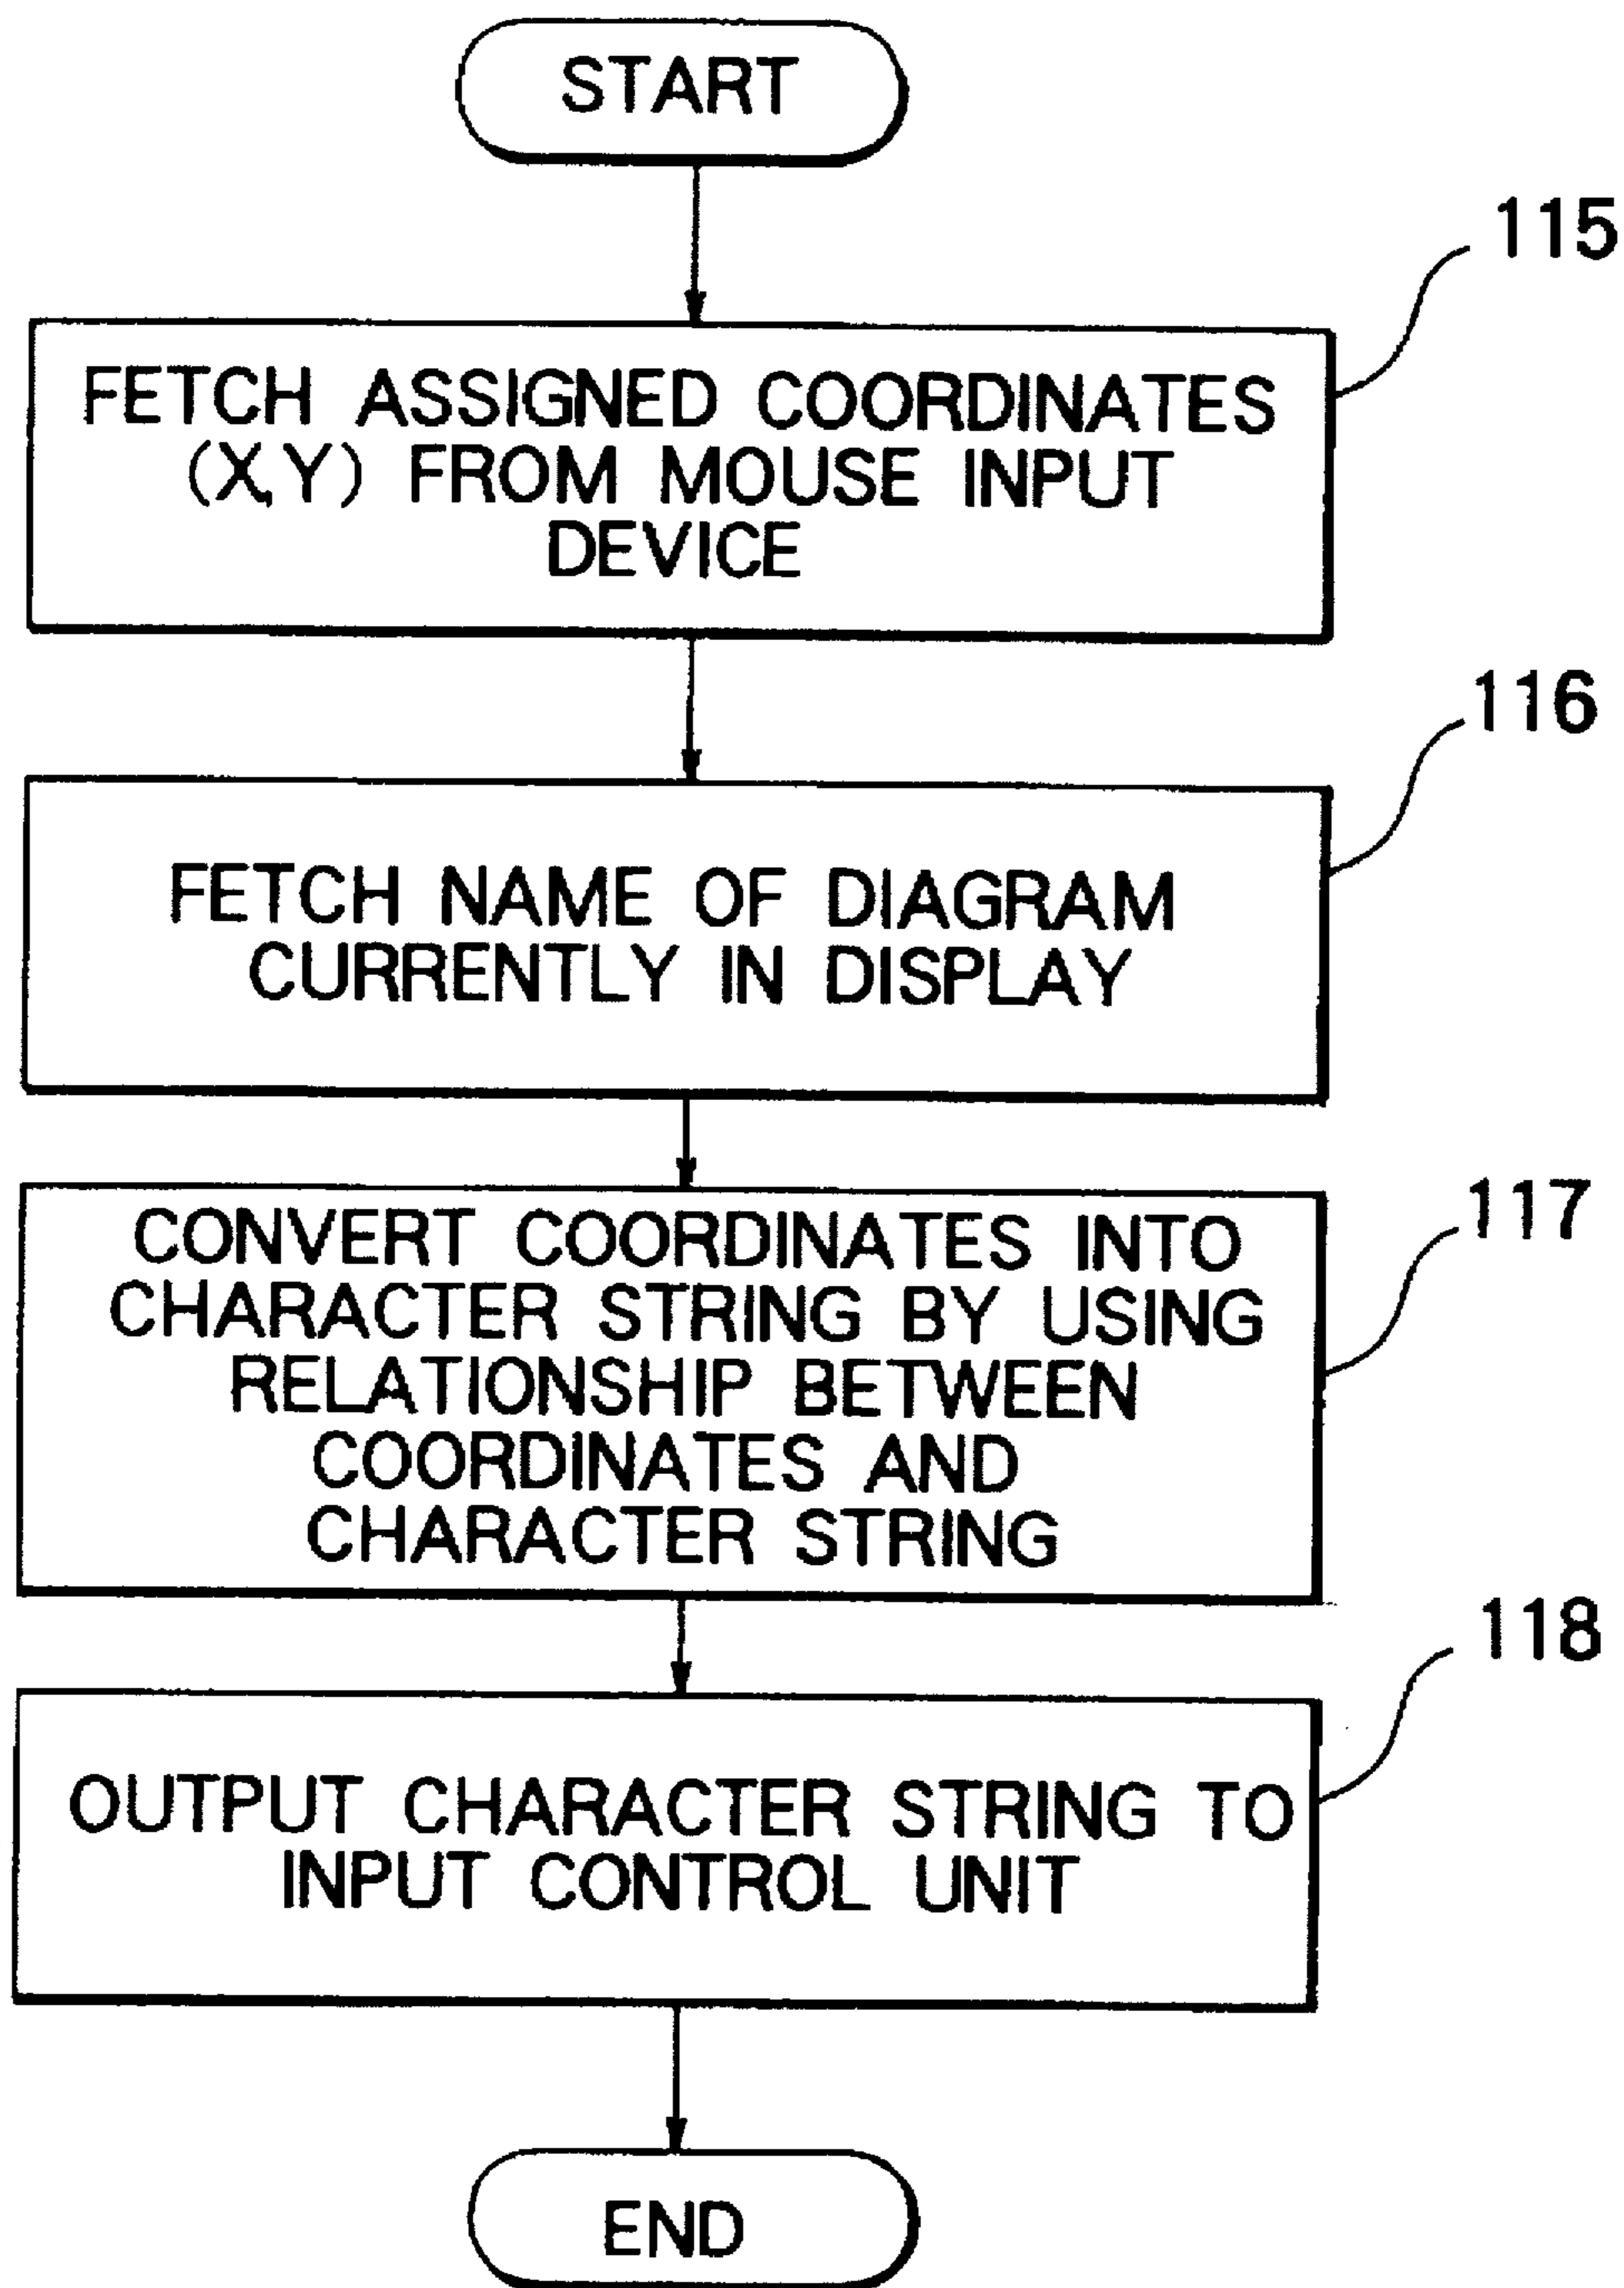 START
115
FETCH ASSIGNED COORDINATES
(X,Y) FROM MOUSE INPUT
DEVICE
116
FETCH NAME OF DIAGRAM
CURRENTLY IN DISPLAY
117
CONVERT COORDINATES INTO
CHARACTER STRING BY USING
RELATIONSHIP BETWEEN
COORDINATES AND
CHARACTER STRING
118
OUTPUT CHARACTER STRING TO
INPUT CONTROL UNIT
END